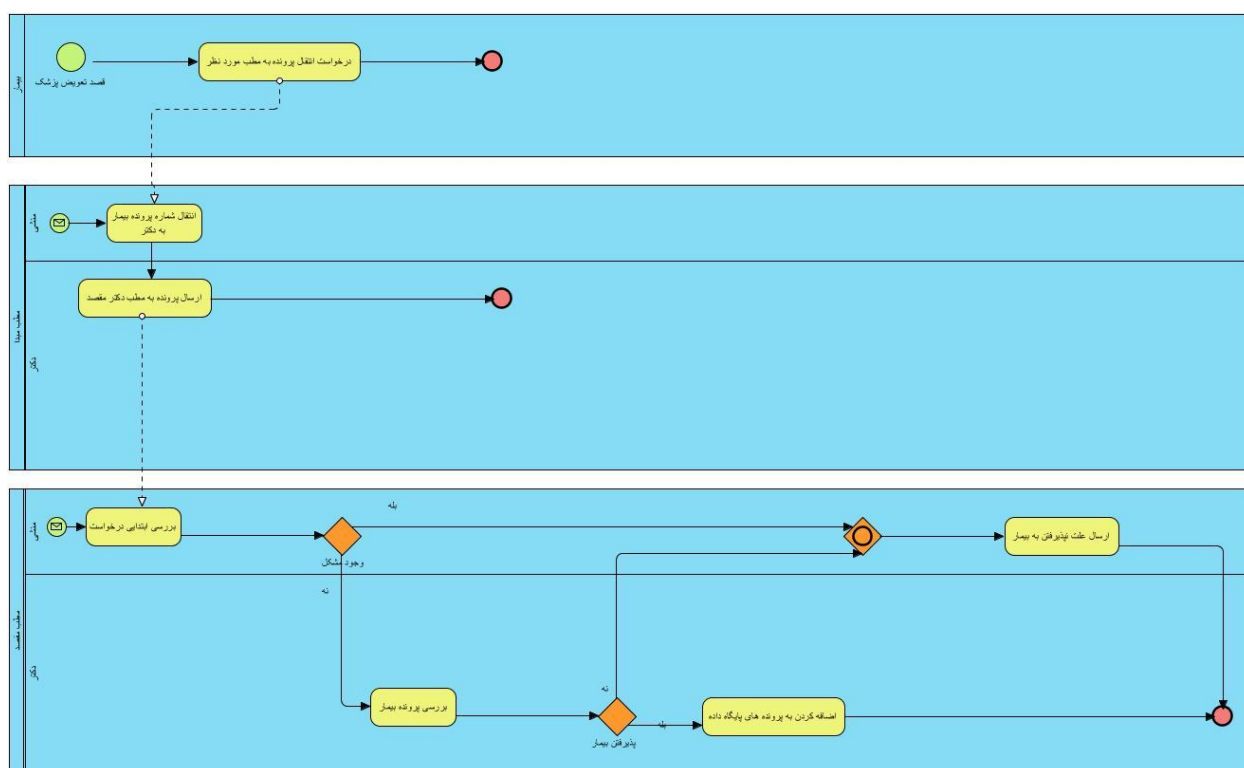 بیمار
قصد تعویض پزشک
درخواست انتقال پرونده به مطب مورد نظر
مطب مبدا
منشی
انتقال شماره پرونده بیمار
به دکتر
دکتر
ارسال پرونده به مطب دکتر مقصد
مطب مقصد
منشی
بررسی ابتدایی درخواست
وجود مشکل
بله
نه
ارسال علت نپذیرفتن به بیمار
دکتر
بررسی پرونده بیمار
پذیرفتن بیمار
نه
بله
اضافه کردن به پرونده های پایگاه داده